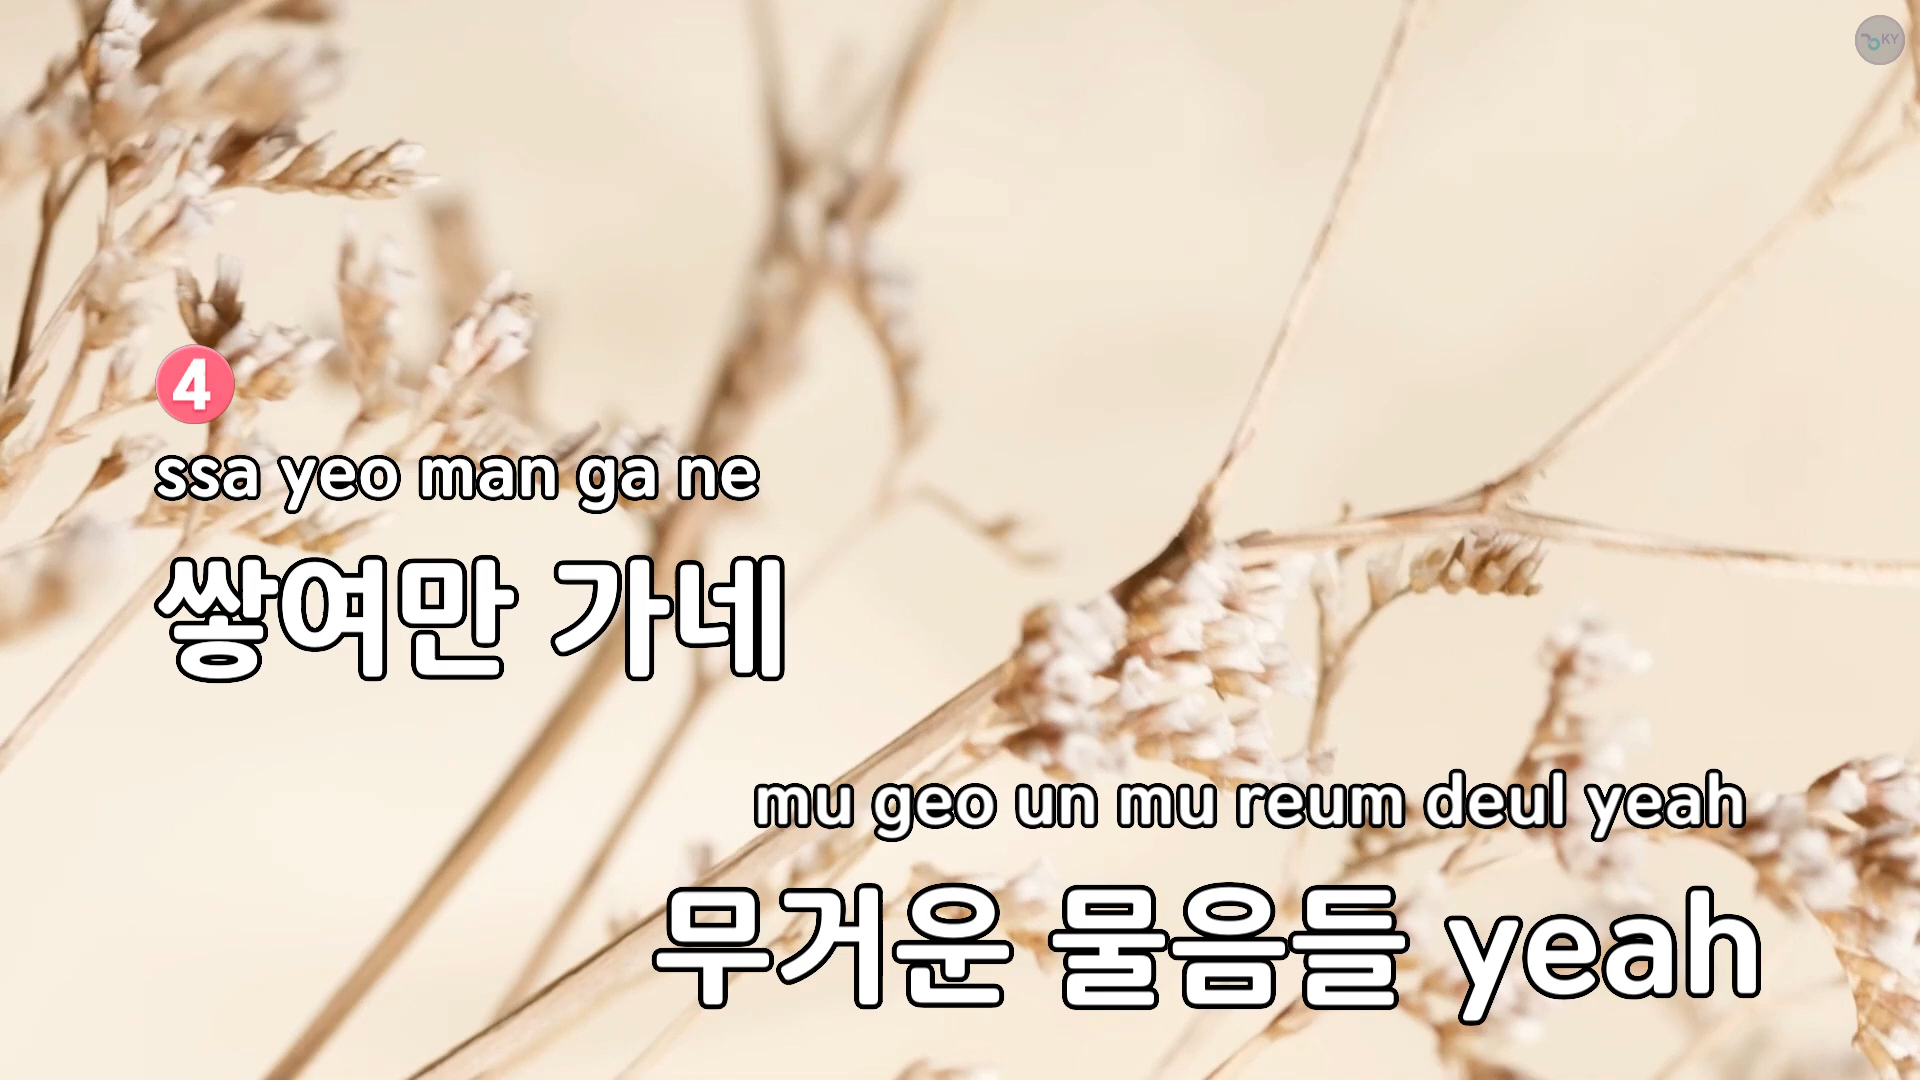 KY
4
ssa yeo man ga ne
쌓여만 가네
mu geo un mu reum deul yeah
무거운 물음들 yeah